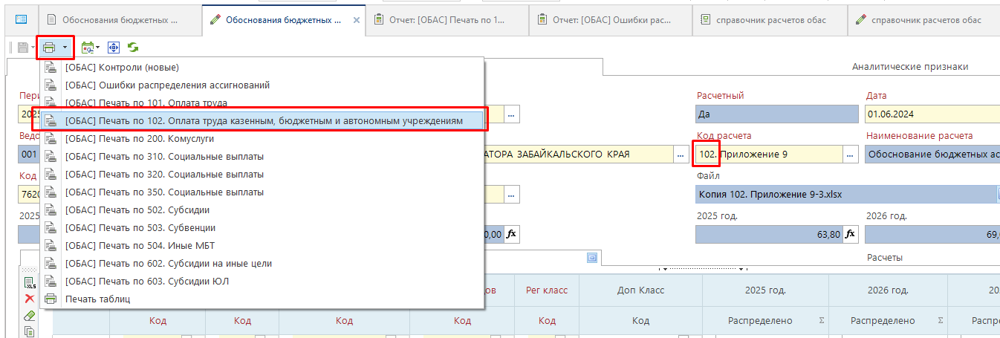 Обоснования бюджетных ...
Обоснования бюджетных ...
Отчет: [ОБАС] Печать по 1...
Отчет: [ОБАС] Ошибки рас...
справочник расчетов обас
справочник расчетов обас
[ОБАС] Контроли (новые)
[ОБАС] Ошибки распределения ассигнований
[ОБАС] Печать по 101. Оплата труда
[ОБАС] Печать по 102. Оплата труда казенным, бюджетным и автономным учреждениям
[ОБАС] Печать по 200. Комуслуги
[ОБАС] Печать по 310. Социальные выплаты
[ОБАС] Печать по 320. Социальные выплаты
[ОБАС] Печать по 350. Социальные выплаты
[ОБАС] Печать по 502. Субсидии
[ОБАС] Печать по 503. Субвенции
[ОБАС] Печать по 504. Иные МБТ
[ОБАС] Печать по 602. Субсидии на иные цели
[ОБАС] Печать по 603. Субсидии ЮЛ
Печать таблиц
Аналитические признаки
Пери
Расчетный
Дата
2025
...
Да
01.06.2024
Ведо
Код расчета
Наименование расчета
001
АТОРА ЗАБАЙКАЛЬСКОГО КРАЯ
...
102. Приложение 9
...
Обоснование бюджетных ас
Код
Файл
7620
...
Копия 102. Приложение 9-3.xlsx
2025
2025 год.
2026 год.
0,00 fx
63,80 fx
69,0
Расчеты
XLS
ов
Рег класс
Доп Класс
2025 год.
2026 год.
20
Код
Код
Код
Код
Код
Код
Распределено Σ
Распределено Σ
Распре